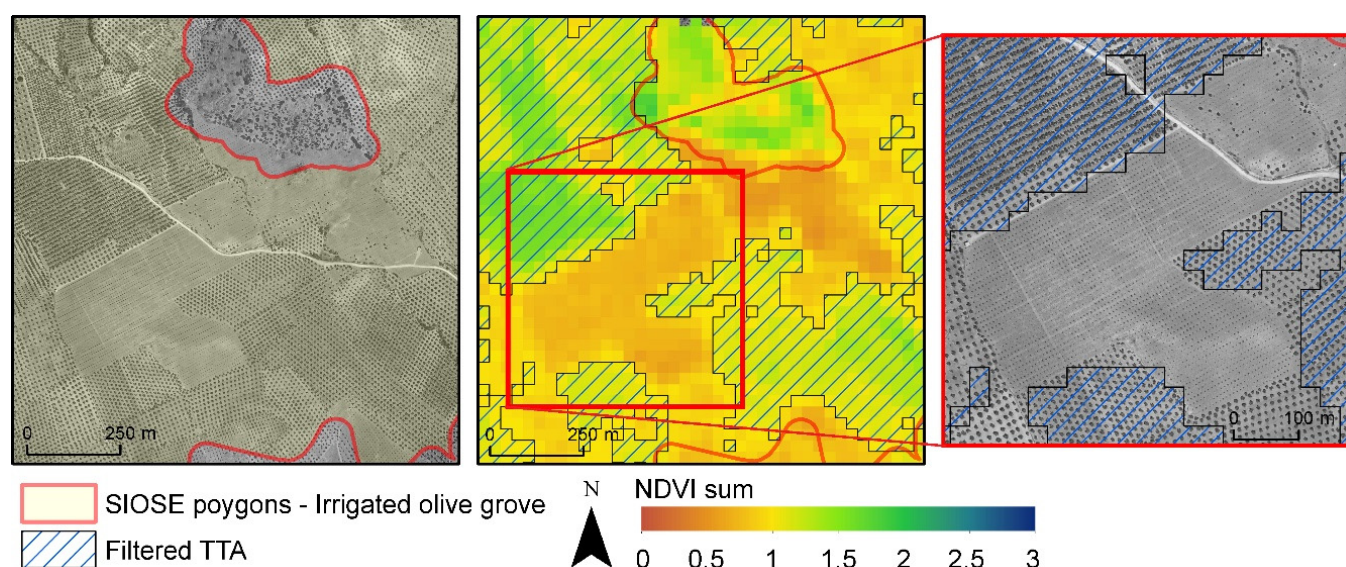 0 250 m
0 250 m
0 100 m
SIOSE poygons - Irrigated olive grove
Filtered TTA
N
NDVI sum
0 0.5 1 1.5 2 2.5 3